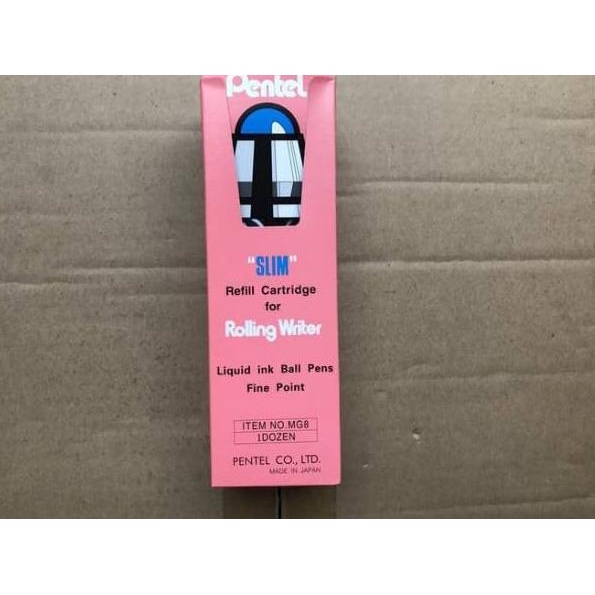 Pentel
"SLIM"
Refill Cartridge
for
Rolling Writer
Liquid ink Ball Pens
Fine Point
ITEM NO.MG8
1DOZEN
PENTEL CO., LTD.
MADE IN JAPAN